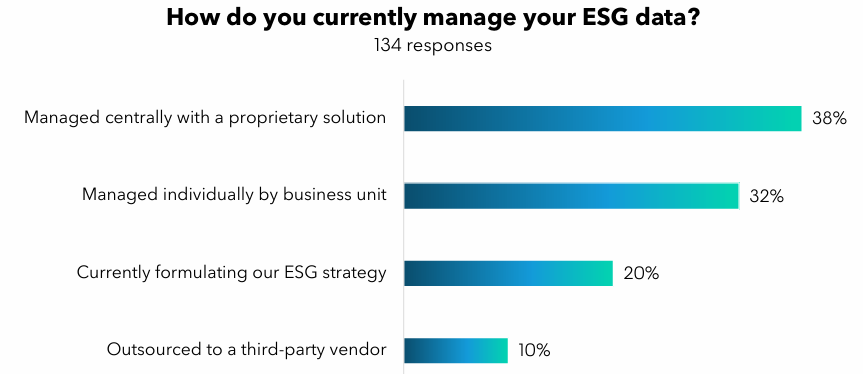 How do you currently manage your ESG data?
134 responses
Managed centrally with a proprietary solution 38%
Managed individually by business unit 32%
Currently formulating our ESG strategy 20%
Outsourced to a third-party vendor 10%